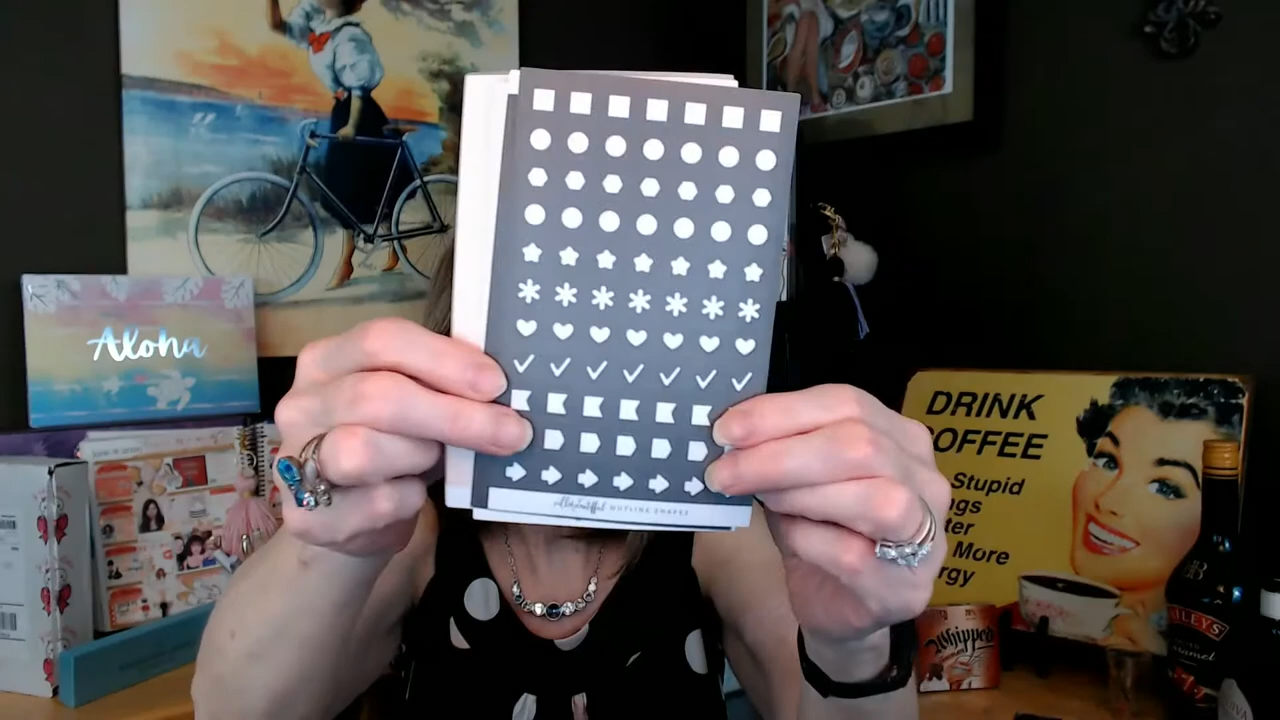 Aloha
OUTLINE SHAPES
DRINK
OFFEE
Stupid
ngs
ter
More
rgy
Whipped
BAILEYS